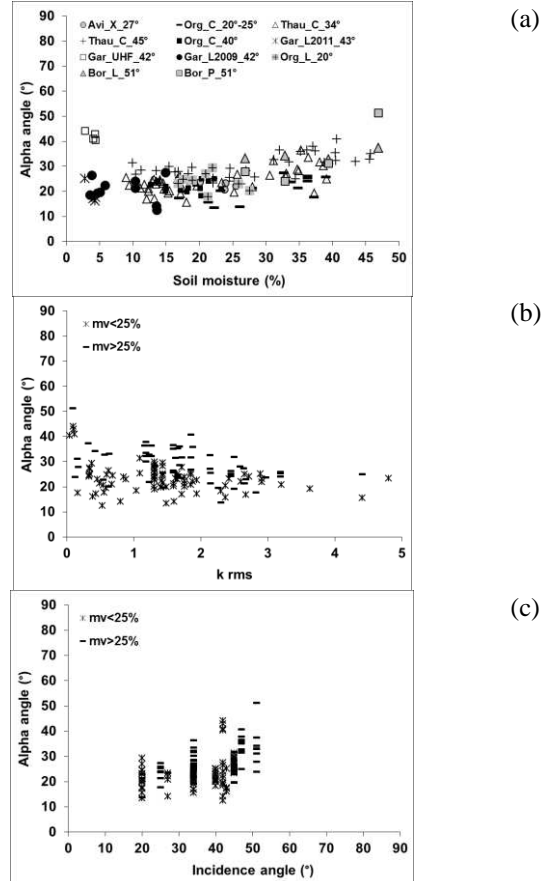 (a)
Avi_X_27° Org_C_20°-25° Thau_C_34°
Thau_C_45° Org_C_40° Gar_L2011_43°
Gar_UHF_42° Gar_L2009_42° Org_L_20°
Bor_L_51° Bor_P_51°
90
80
70
60
50
40
30
20
10
0
Alpha angle (°)
0 5 10 15 20 25 30 35 40 45 50
Soil moisture (%)
(b)
mv<25%
mv>25%
90
80
70
60
50
40
30
20
10
0
Alpha angle (°)
0 1 2 3 4 5
k rms
(c)
mv<25%
mv>25%
90
80
70
60
50
40
30
20
10
0
Alpha angle (°)
0 10 20 30 40 50 60 70 80 90
Incidence angle (°)